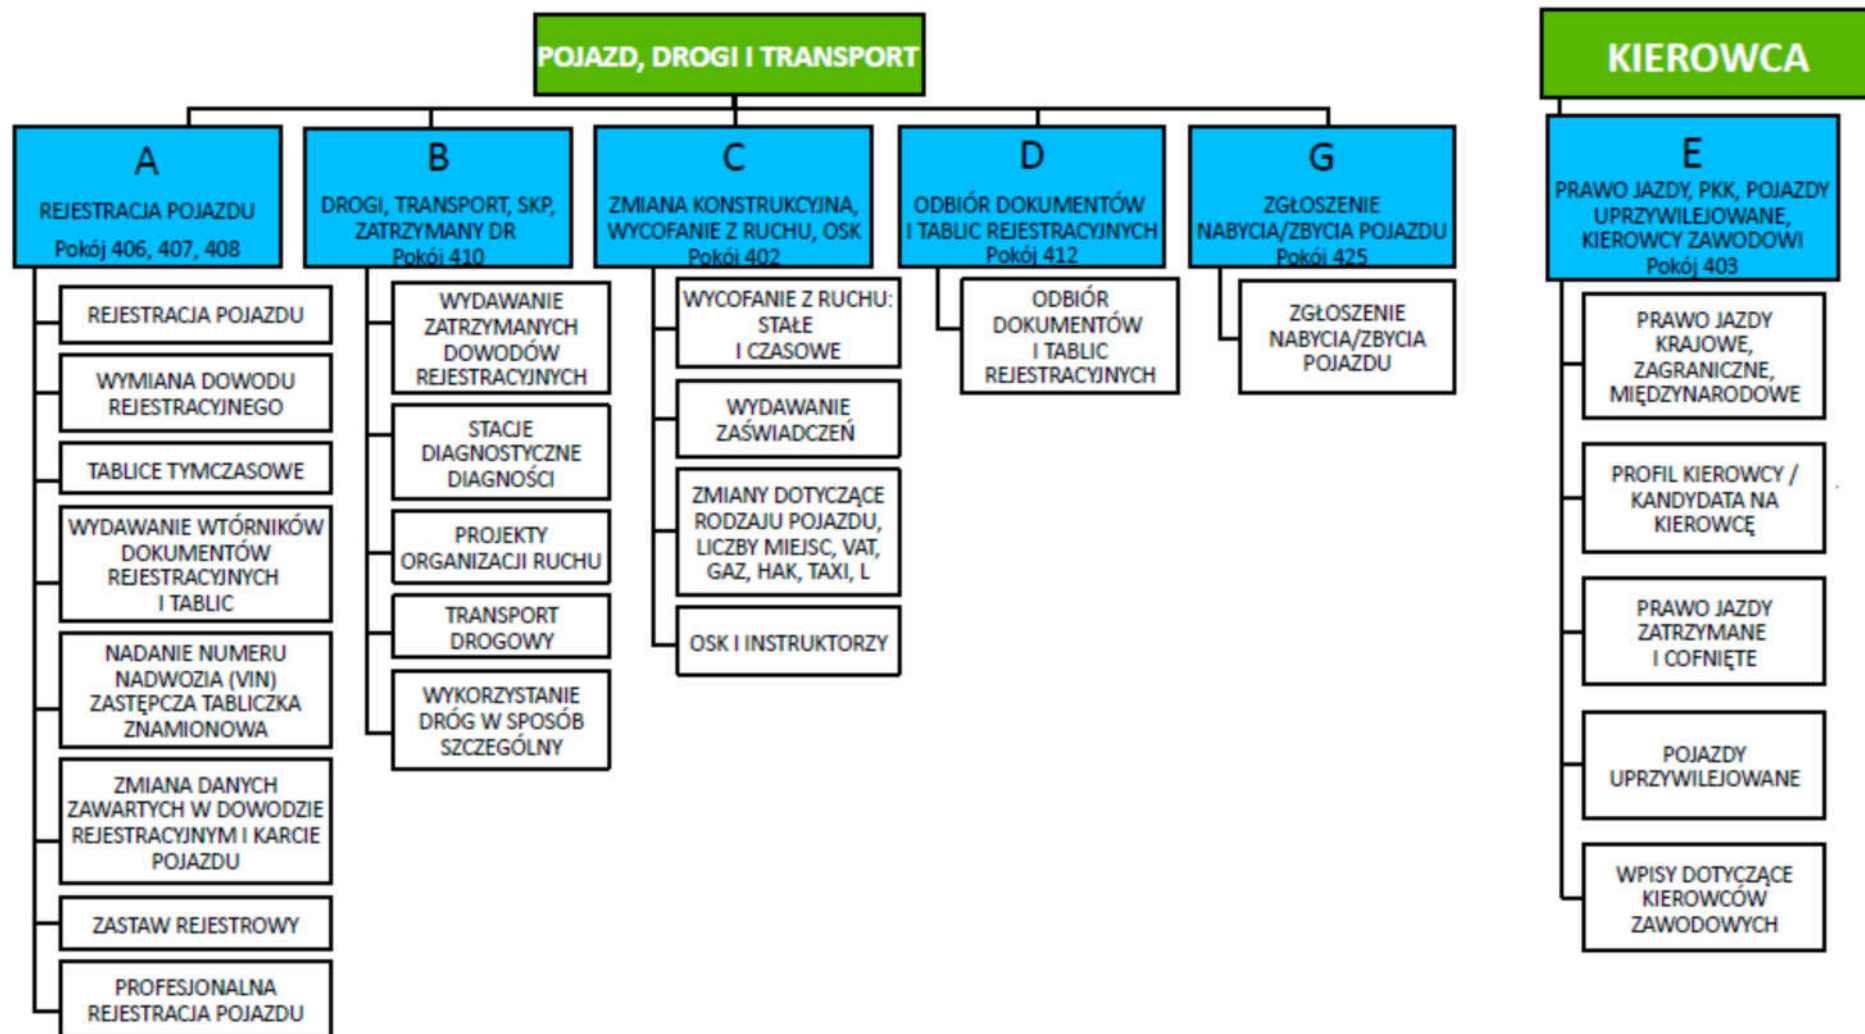 POJAZD, DROGI I TRANSPORT
A
REJESTRACJA POJAZDU
Pokój 406, 407, 408
REJESTRACJA POJAZDU
WYMIANA DOWODU
REJESTRACYJNEGO
TABLICE TYMCZASOWE
WYDAWANIE WTÓRNIKÓW
DOKUMENTÓW
REJESTRACYJNYCH
I TABLIC
NADANIE NUMERU
NADWOZIA (VIN)
ZASTĘPCZA TABLICZKA
ZNAMIONOWA
ZMIANA DANYCH
ZAWARTYCH W DOWODZIE
REJESTRACYJNYM I KARCIE
POJAZDU
ZASTAW REJESTROWY
PROFESJONALNA
REJESTRACJA POJAZDU
B
DROGI, TRANSPORT, SKP,
ZATRZYMANY DR
Pokój 410
WYDAWANIE
ZATRZYMANYCH
DOWODÓW
REJESTRACYJNYCH
STACJE
DIAGNOSTYCZNE
DIAGNOŚCI
PROJEKTY
ORGANIZACJI RUCHU
TRANSPORT
DROGOWY
WYKORZYSTANIE
DRÓG W SPOSÓB
SZCZEGÓLNY
C
ZMIANA KONSTRUKCYJNA,
WYCOFANIE Z RUCHU, OSK
Pokój 402
WYCOFANIE Z RUCHU:
STAŁE
I CZASOWE
WYDAWANIE
ZAŚWIADCZEŃ
ZMIANY DOTYCZĄCE
RODZAJU POJAZDU,
LICZBY MIEJSC, VAT,
GAZ, HAK, TAXI, L
OSK I INSTRUKTORZY
D
ODBIÓR DOKUMENTÓW
I TABLIC REJESTRACYJNYCH
Pokój 412
ODBIÓR
DOKUMENTÓW
I TABLIC
REJESTRACYJNYCH
G
ZGŁOSZENIE
NABYCIA/ZBYCIA POJAZDU
Pokój 425
ZGŁOSZENIE
NABYCIA/ZBYCIA
POJAZDU
KIEROWCA
E
PRAWO JAZDY, PKK, POJAZDY
UPRZYWILEJOWANE,
KIEROWCY ZAWODOWI
Pokój 403
PRAWO JAZDY
KRAJOWE,
ZAGRANICZNE,
MIĘDZYNARODOWE
PROFIL KIEROWCY /
KANDYDATA NA
KIEROWCĘ
PRAWO JAZDY
ZATRZYMANE
I COFNIĘTE
POJAZDY
UPRZYWILEJOWANE
WPISY DOTYCZĄCE
KIEROWCÓW
ZAWODOWYCH